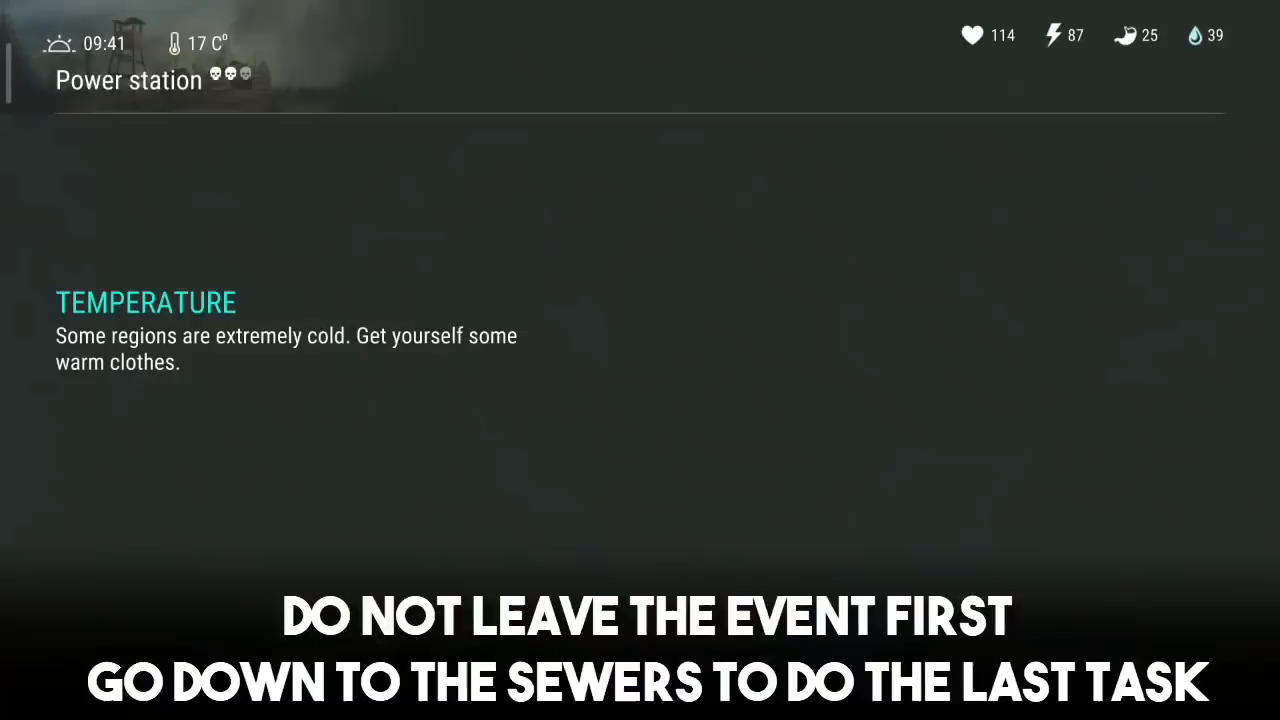 09:41 17 C° 114 87 25 39
Power station
TEMPERATURE
Some regions are extremely cold. Get yourself some
warm clothes.
DO NOT LEAVE THE EVENT FIRST
GO DOWN TO THE SEWERS TO DO THE LAST TASK